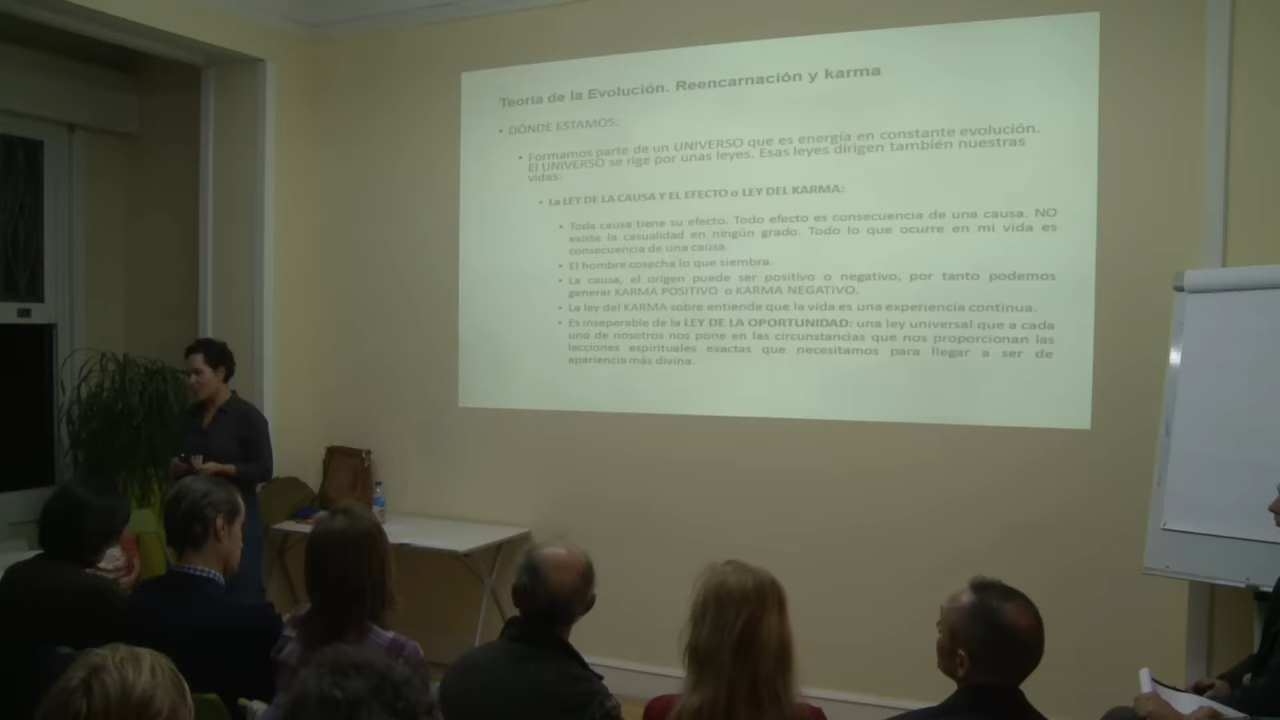 Teoría de la Evolución. Reencarnación y karma
• DÓNDE ESTAMOS:
• Formamos parte de un UNIVERSO que es energía en constante evolución.
El UNIVERSO se rige por unas leyes. Esas leyes dirigen también nuestras
vidas:
• La LEY DE LA CAUSA Y EL EFECTO o LEY DEL KARMA:
• Toda causa tiene su efecto. Todo efecto es consecuencia de una causa. NO
existe la casualidad en ningún grado. Todo lo que ocurre en mi vida es
consecuencia de una causa.
• El hombre cosecha lo que siembra.
• La causa, el origen puede ser positivo o negativo, por tanto podemos
generar KARMA POSITIVO o KARMA NEGATIVO.
• La ley del KARMA sobre entiende que la vida es una experiencia continua.
• Es inseperable de la LEY DE LA OPORTUNIDAD: una ley universal que a cada
uno de nosotros nos pone en las circunstancias que nos proporcionan las
lecciones espirituales exactas que necesitamos para llegar a ser de
apariencia más divina.